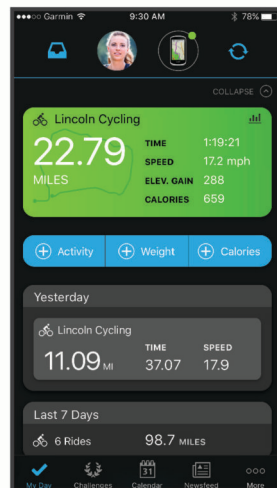 ●●●○○ Garmin 9:30 AM 78%
COLLAPSE
Lincoln Cycling
22.79
MILES
TIME 1:19:21
SPEED 17.2 mph
ELEV. GAIN 288
CALORIES 659
Activity
Weight
Calories
Yesterday
Lincoln Cycling
11.09 MI
TIME
37.07
SPEED
17.9
Last 7 Days
6 Rides 98.7 MILES
31
My Day
Challenges
Calendar
Newsfeed
More